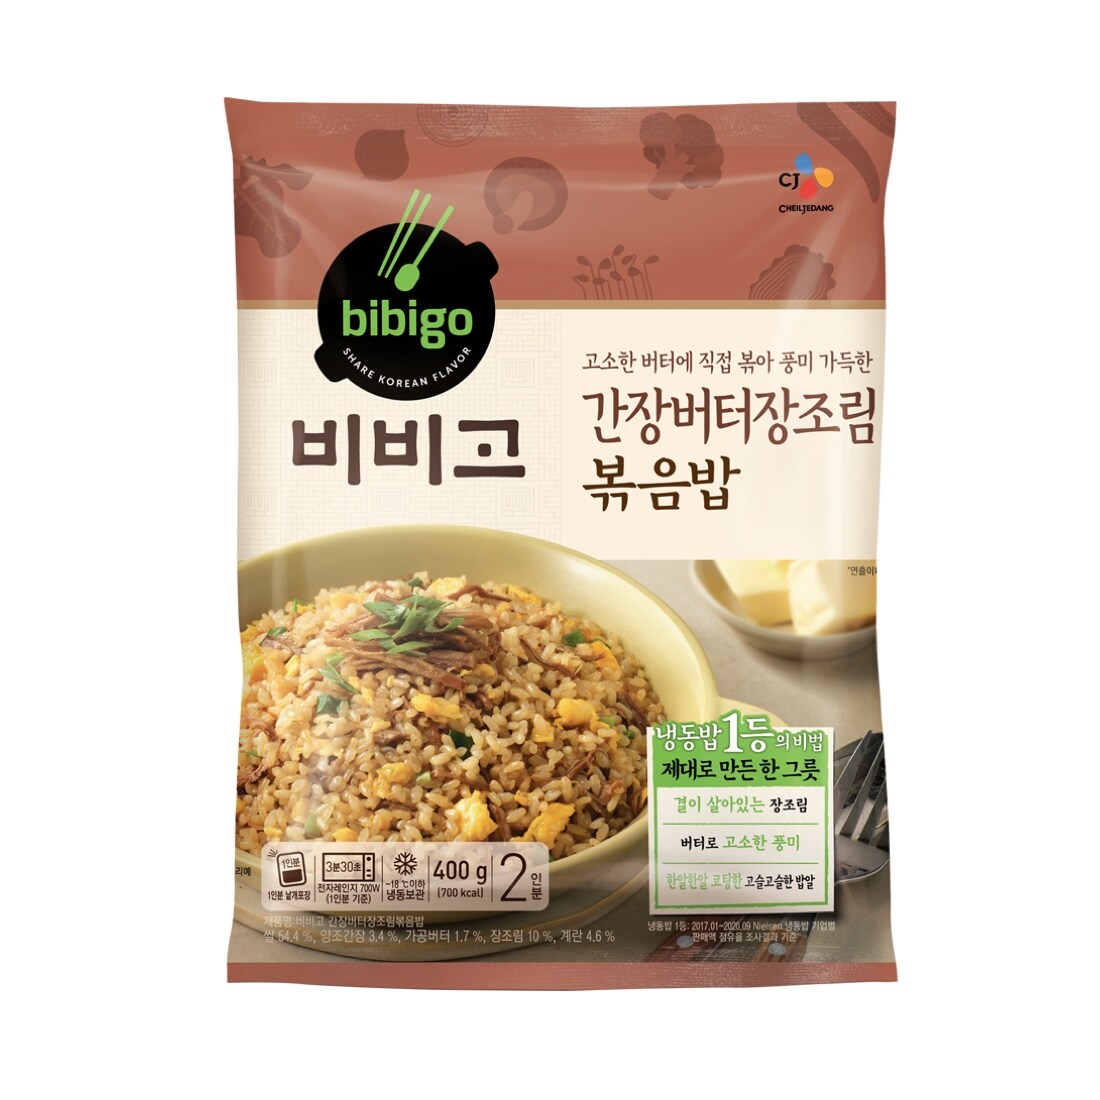 CJ
CHEILJEDANG
bibigo
SHARE KOREAN FLAVOR
비비고
고소한 버터에 직접 볶아 풍미 가득한
간장버터장조림
볶음밥
*연출이
냉동밥1등의 비법
제대로 만든 한 그릇
결이 살아있는 장조림
버터로 고소한 풍미
한알한알 코팅한 고슬고슬한 밥알
냉동밥 1등: 2017.01~2020.09 Nielsen 냉동밥 기업별
판매액 점유율 조사결과 기준
리예
1인분
1인분 낱개포장
3분30초
전자레인지 700W
(1인분 기준)
-18℃이하
냉동보관
400 g
(700 kcal)
2인분
제품명:비비고 간장버터장조림볶음밥
쌀 54.4 %, 양조간장 3.4 %, 가공버터 1.7 %, 장조림 10 %, 계란 4.6 %